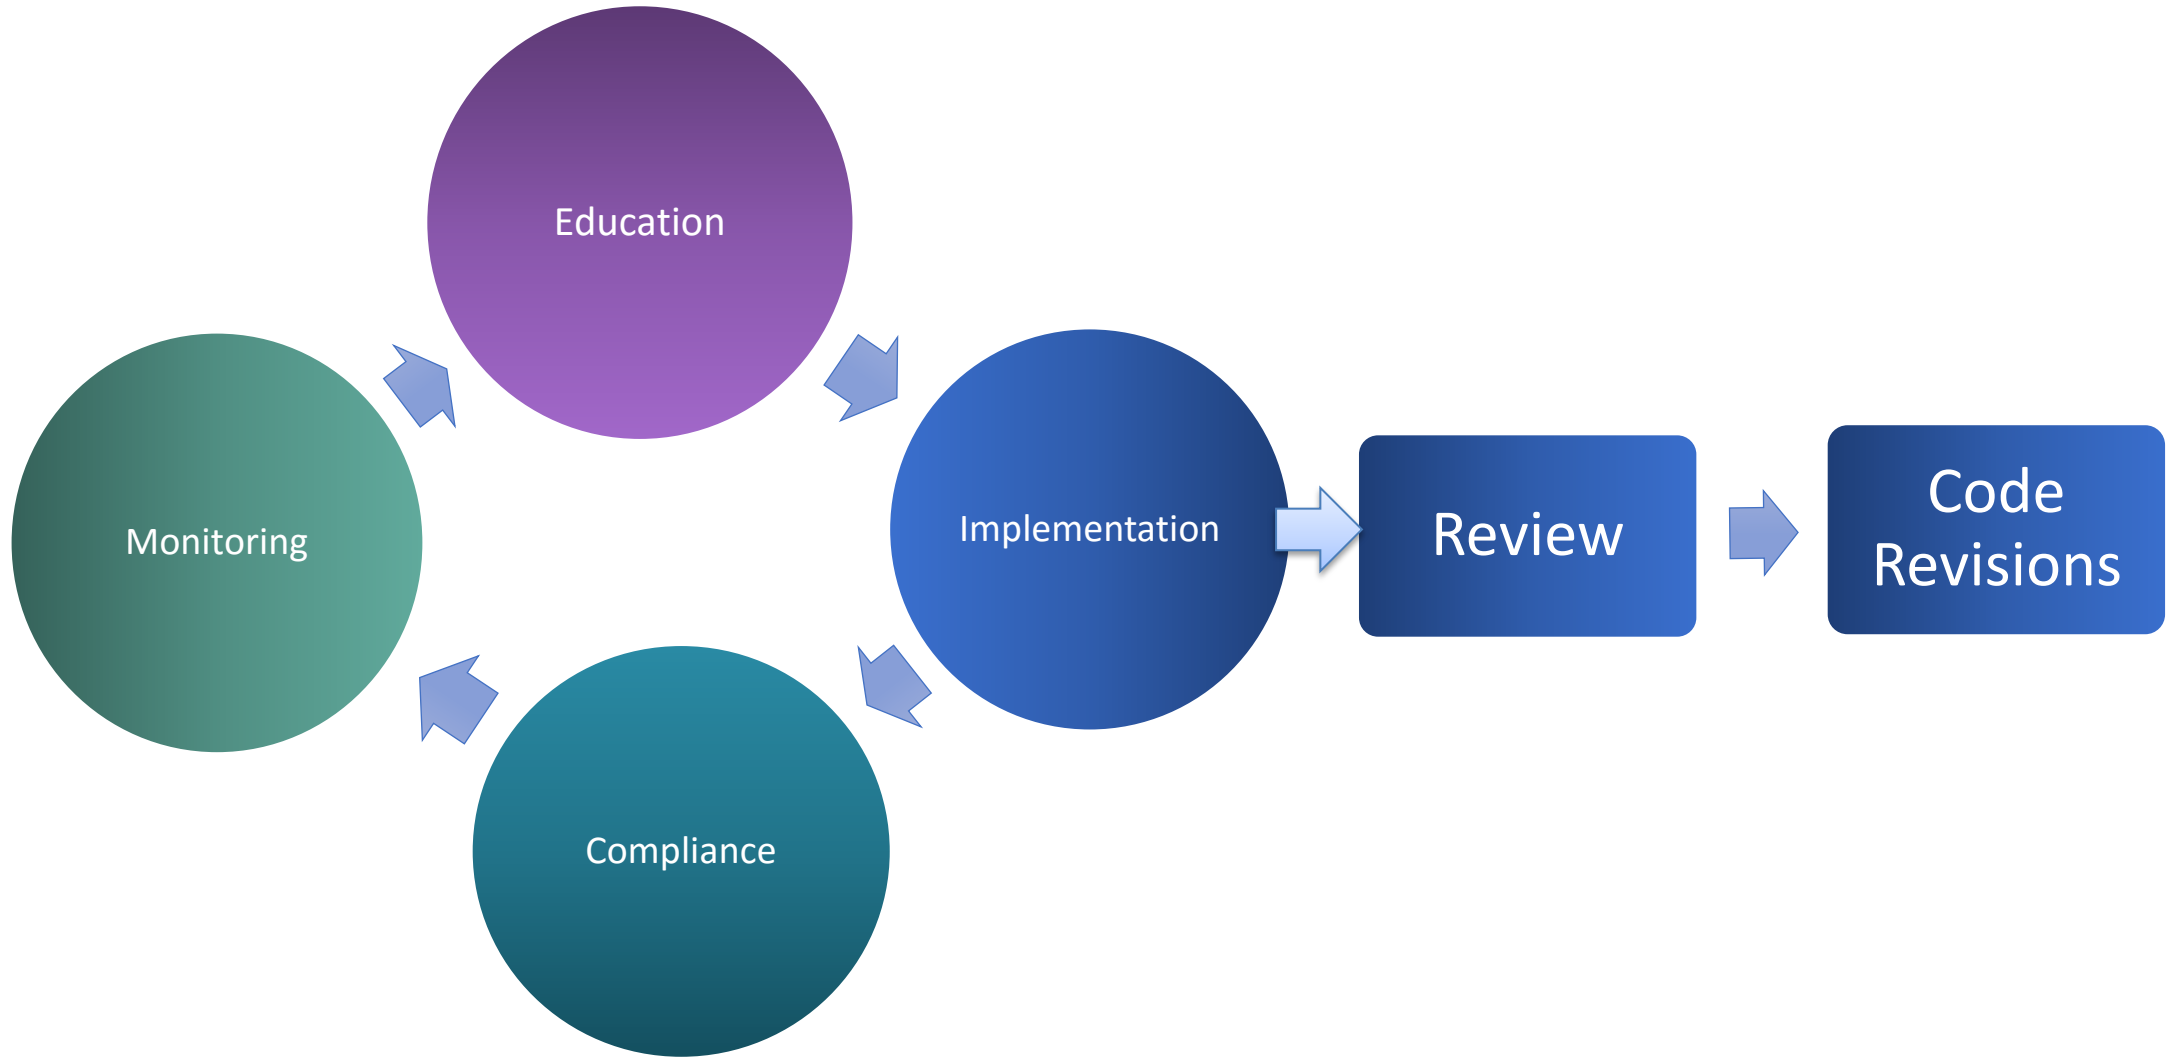 Education
Monitoring
Implementation
Review
Code
Revisions
Compliance